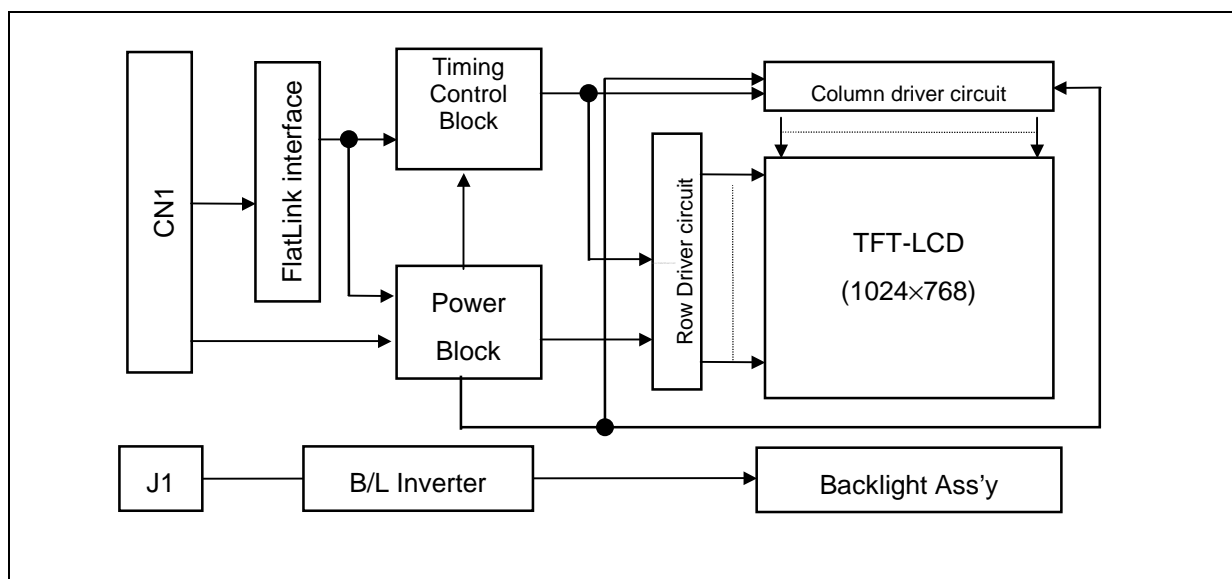 CN1
FlatLink interface
Timing
Control
Block
Power
Block
Row Driver circuit
Column driver circuit
TFT-LCD
(1024×768)
J1
B/L Inverter
Backlight Ass’y